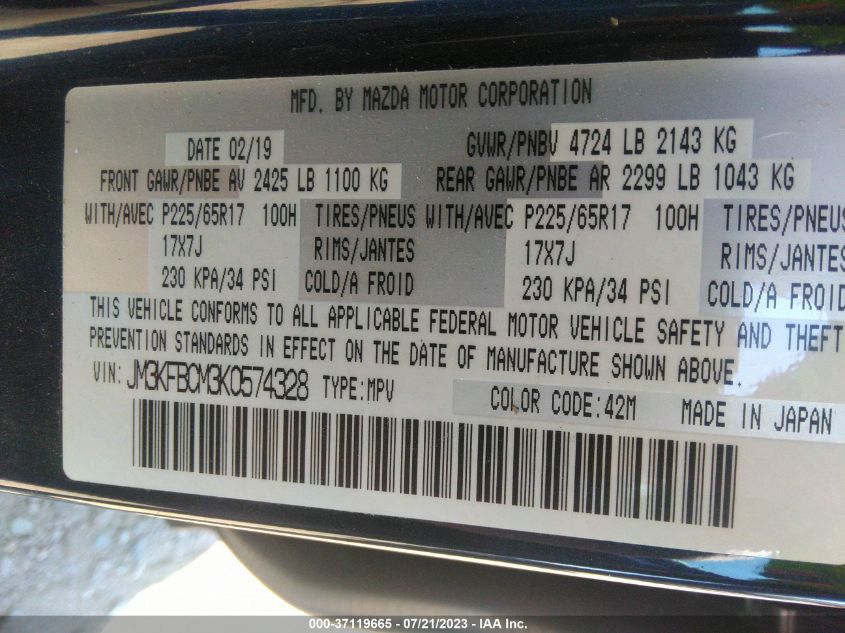 MFD. BY MAZDA MOTOR CORPORATION
DATE 02/19 GVWR/PNBV 4724 LB 2143 KG
FRONT GAWR/PNBE AV 2425 LB 1100 KG REAR GAWR/PNBE AR 2299 LB 1043 KG
WITH/AVEC P225/65R17 100H TIRES/PNEUS WITH/AVEC P225/65R17 100H TIRES/PNEUS
17X7J RIMS/JANTES 17X7J RIMS/JANTES
230 KPA/34 PSI COLD/A FROID 230 KPA/34 PSI COLD/A FROID
THIS VEHICLE CONFORMS TO ALL APPLICABLE FEDERAL MOTOR VEHICLE SAFETY AND THEFT
PREVENTION STANDARDS IN EFFECT ON THE DATE OF MANUFACTURE SHOWN ABOVE.
VIN: JM3KFBCM3K0574328 TYPE:MPV COLOR CODE:42M MADE IN JAPAN
000-37119665 - 07/21/2023 - © IAA Inc.